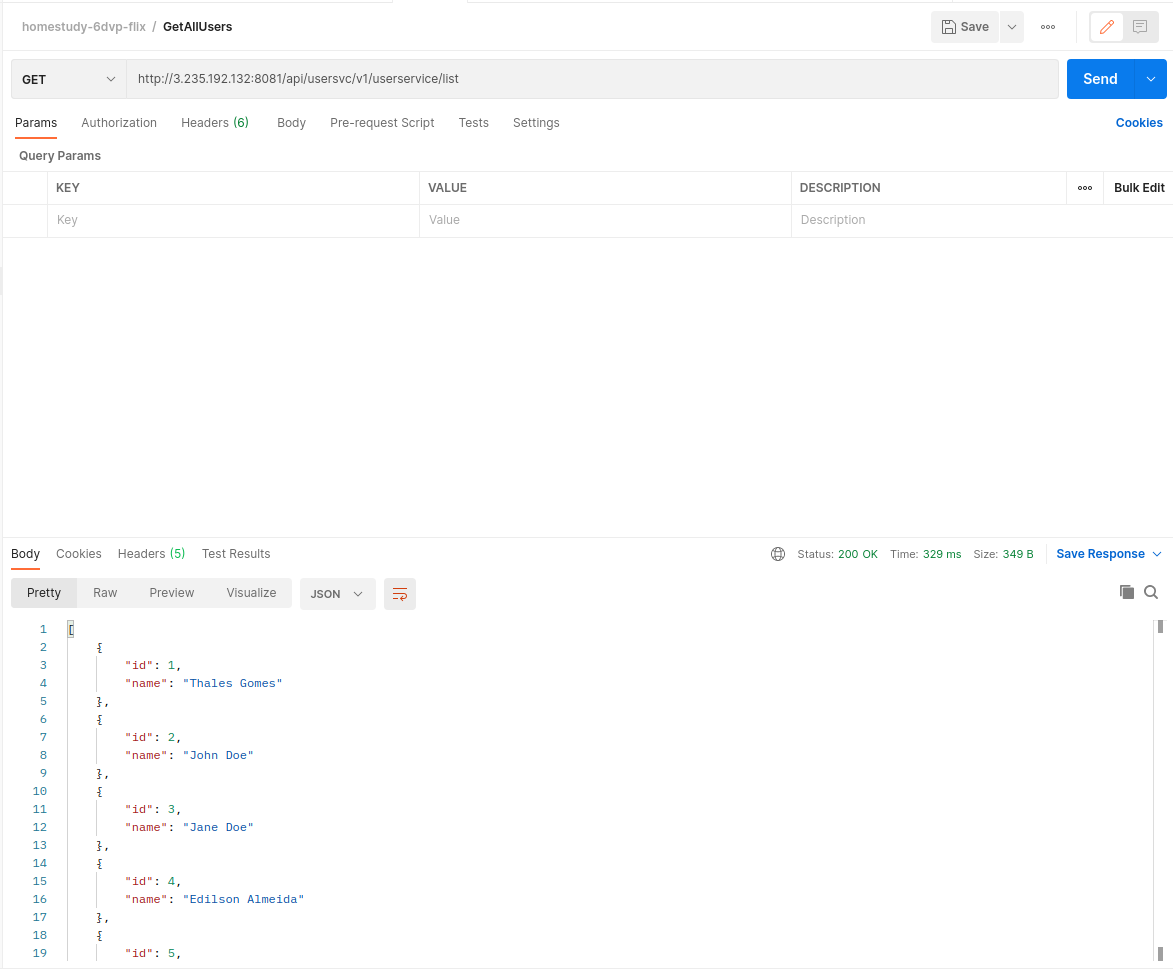 homestudy-6dvp-flix / GetAllUsers
Save
GET
http://3.235.192.132:8081/api/usersvc/v1/userservice/list
Send
Params Authorization Headers (6) Body Pre-request Script Tests Settings Cookies
Query Params
KEY VALUE DESCRIPTION Bulk Edit
Key Value Description
Body Cookies Headers (5) Test Results Status: 200 OK Time: 329 ms Size: 349 B Save Response
Pretty Raw Preview Visualize JSON
1 [
2 {
3 "id": 1,
4 "name": "Thales Gomes"
5 },
6 {
7 "id": 2,
8 "name": "John Doe"
9 },
10 {
11 "id": 3,
12 "name": "Jane Doe"
13 },
14 {
15 "id": 4,
16 "name": "Edilson Almeida"
17 },
18 {
19 "id": 5,